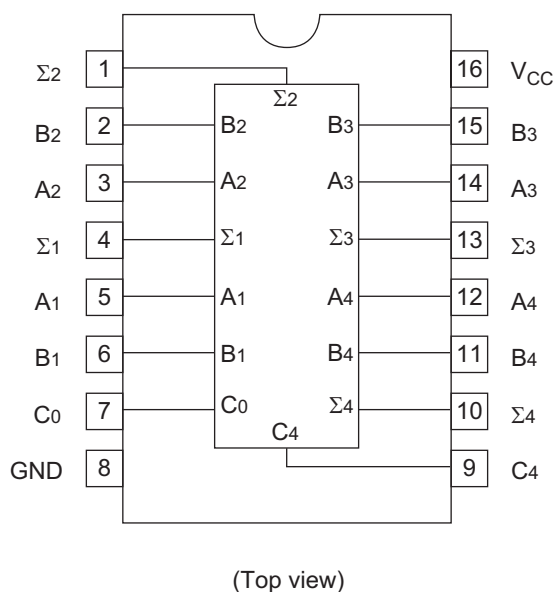 Σ2 1 16 VCC
Σ2
B2 2 B2 B3 15 B3
A2 3 A2 A3 14 A3
Σ1 4 Σ1 Σ3 13 Σ3
A1 5 A1 A4 12 A4
B1 6 B1 B4 11 B4
C0 7 C0 Σ4 10 Σ4
C4
GND 8 9 C4
(Top view)